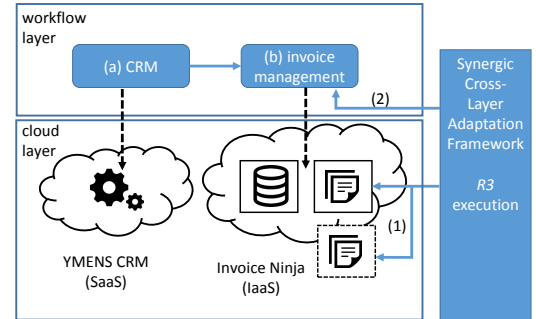 workflow
layer
(a) CRM
(b) invoice
management
(2)
Synergic
Cross-
Layer
Adaptation
Framework
R3
execution
cloud
layer
(1)
YMENS CRM
(SaaS)
Invoice Ninja
(IaaS)